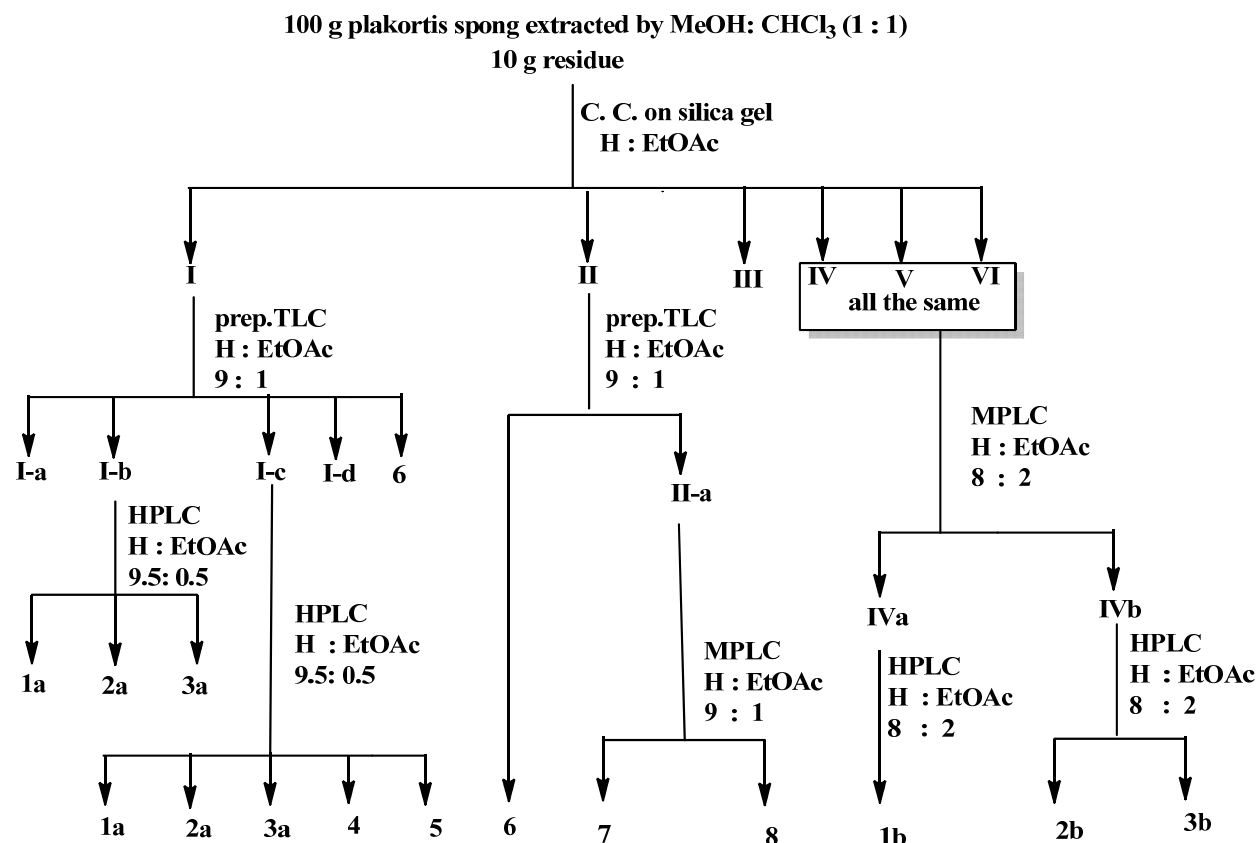 100 g plakortis spong extracted by MeOH: CHCl3 (1 : 1)
10 g residue
C. C. on silica gel
H : EtOAc
I
II
III
IV
V
VI
all the same
prep.TLC
H : EtOAc
9 : 1
prep.TLC
H : EtOAc
9 : 1
MPLC
H : EtOAc
8 : 2
I-a
I-b
I-c
I-d
6
II-a
HPLC
H : EtOAc
9.5: 0.5
HPLC
H : EtOAc
9.5: 0.5
MPLC
H : EtOAc
9 : 1
IVa
IVb
HPLC
H : EtOAc
8 : 2
HPLC
H : EtOAc
8 : 2
1a
2a
3a
1a
2a
3a
4
5
6
7
8
1b
2b
3b